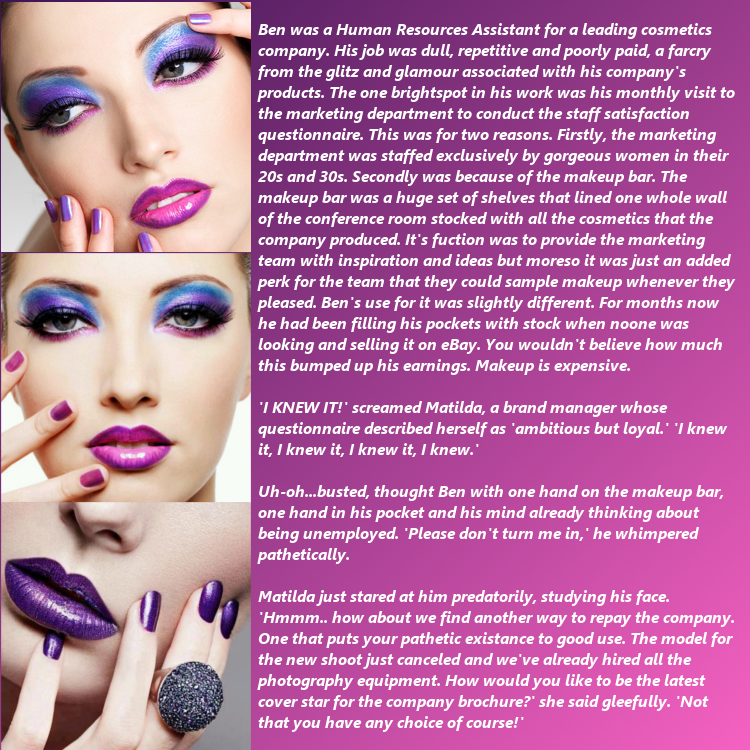 Ben was a Human Resources Assistant for a leading cosmetics
company. His job was dull, repetitive and poorly paid, a farcry
from the glitz and glamour associated with his company's
products. The one brightspot in his work was his monthly visit to
the marketing department to conduct the staff satisfaction
questionnaire. This was for two reasons. Firstly, the marketing
department was staffed exclusively by gorgeous women in their
20s and 30s. Secondly was because of the makeup bar. The
makeup bar was a huge set of shelves that lined one whole wall
of the conference room stocked with all the cosmetics that the
company produced. It's fuction was to provide the marketing
team with inspiration and ideas but moreso it was just an added
perk for the team that they could sample makeup whenever they
pleased. Ben's use for it was slightly different. For months now
he had been filling his pockets with stock when noone was
looking and selling it on eBay. You wouldn't believe how much
this bumped up his earnings. Makeup is expensive.

'I KNEW IT!' screamed Matilda, a brand manager whose
questionnaire described herself as 'ambitious but loyal.' 'I knew
it, I knew it, I knew it, I knew.'

Uh-oh...busted, thought Ben with one hand on the makeup bar,
one hand in his pocket and his mind already thinking about
being unemployed. 'Please don't turn me in,' he whimpered
pathetically.

Matilda just stared at him predatorily, studying his face.
'Hmmm.. how about we find another way to repay the company.
One that puts your pathetic existance to good use. The model for
the new shoot just canceled and we've already hired all the
photography equipment. How would you like to be the latest
cover star for the company brochure?' she said gleefully. 'Not
that you have any choice of course!'